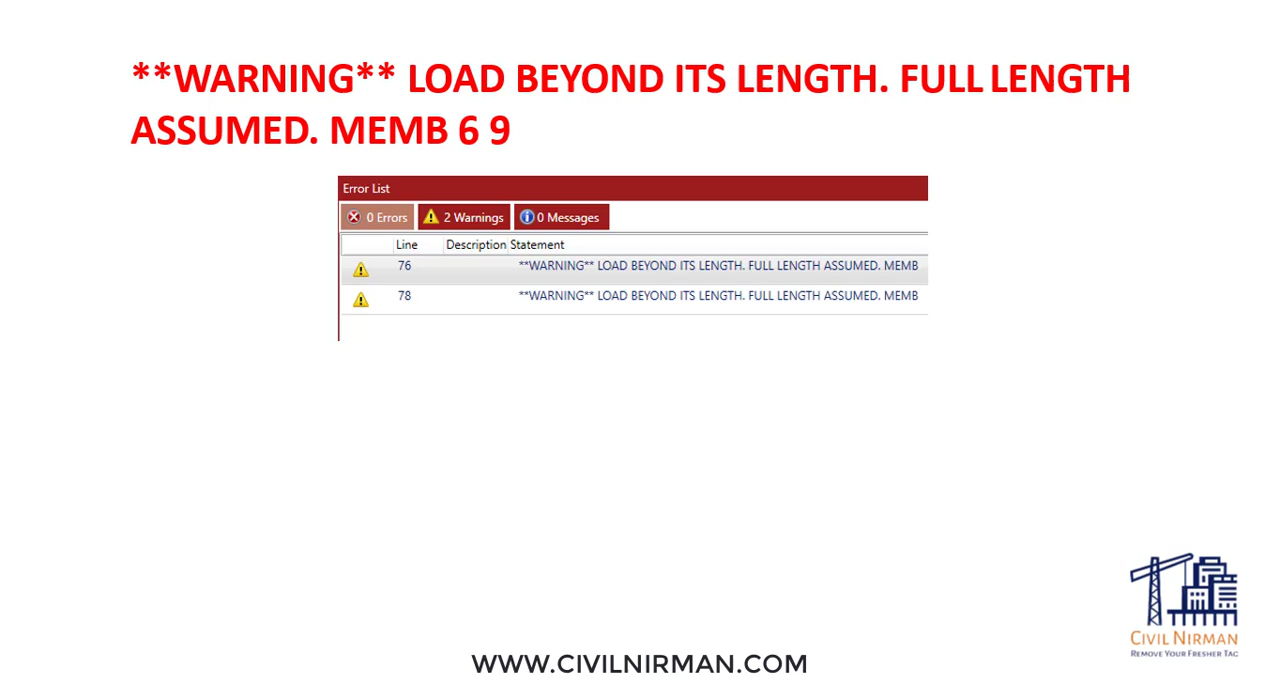 **WARNING** LOAD BEYOND ITS LENGTH. FULL LENGTH
ASSUMED. MEMB 6 9
Error List
0 Errors 2 Warnings 0 Messages
Line Description Statement
76 **WARNING** LOAD BEYOND ITS LENGTH. FULL LENGTH ASSUMED. MEMB
78 **WARNING** LOAD BEYOND ITS LENGTH. FULL LENGTH ASSUMED. MEMB
CIVIL NIRMAN
REMOVE YOUR FRESHER TAC
WWW.CIVILNIRMAN.COM